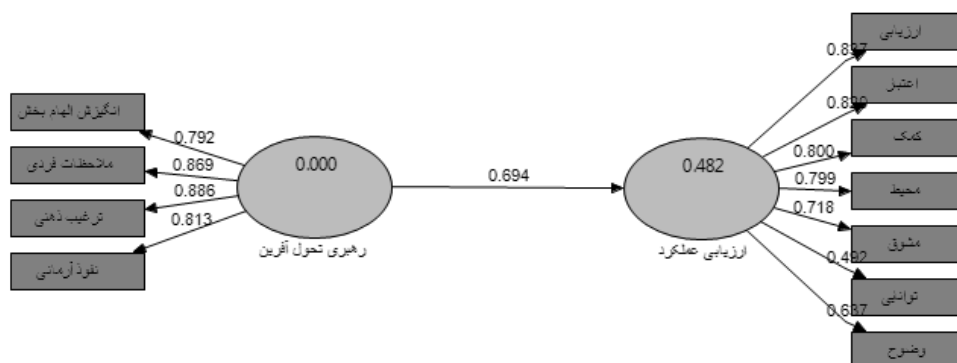 انگیزش الهام بخش
ملاحظات فردی
ترغیب ذهنی
نفوذ آرمانی
0.792
0.869
0.886
0.813
0.000
رهبری تحول آفرین
0.694
0.482
ارزیابی عملکرد
0.800
0.799
0.718
0.492
ارزیابی
اعتبار
کمک
محیط
مشوق
توانایی
وضوح